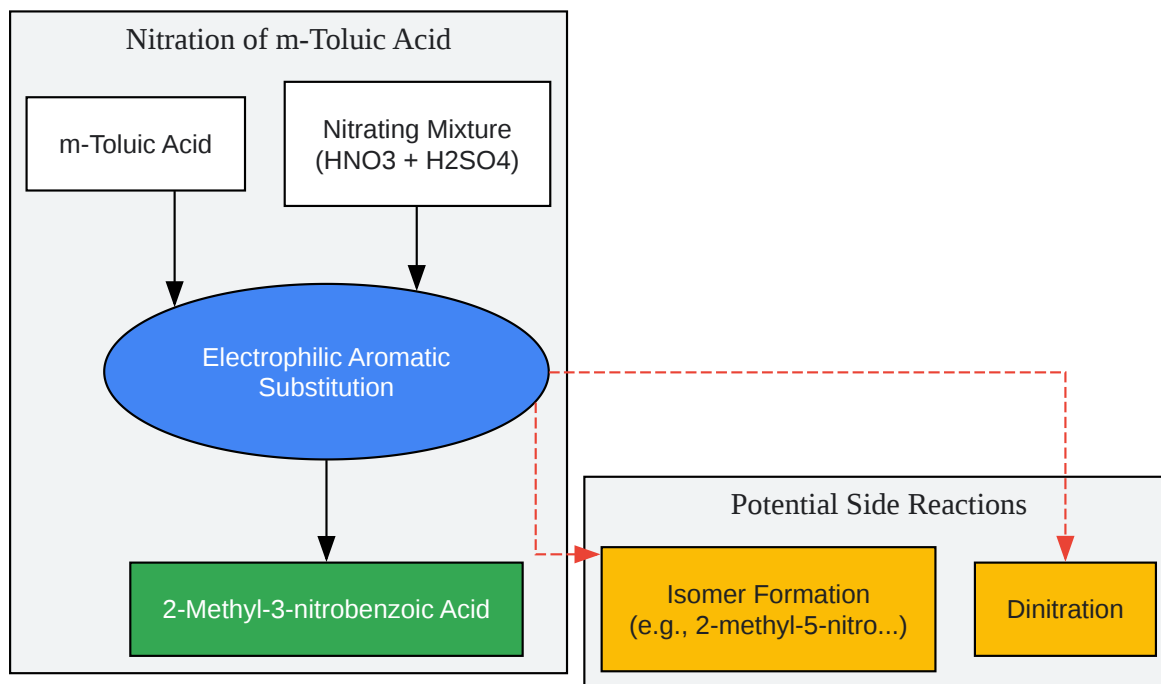 Nitration of m-Toluic Acid
m-Toluic Acid
Nitrating Mixture
(HNO3 + H2SO4)
Electrophilic Aromatic
Substitution
2-Methyl-3-nitrobenzoic Acid
Potential Side Reactions
Isomer Formation
(e.g., 2-methyl-5-nitro...)
Dinitration